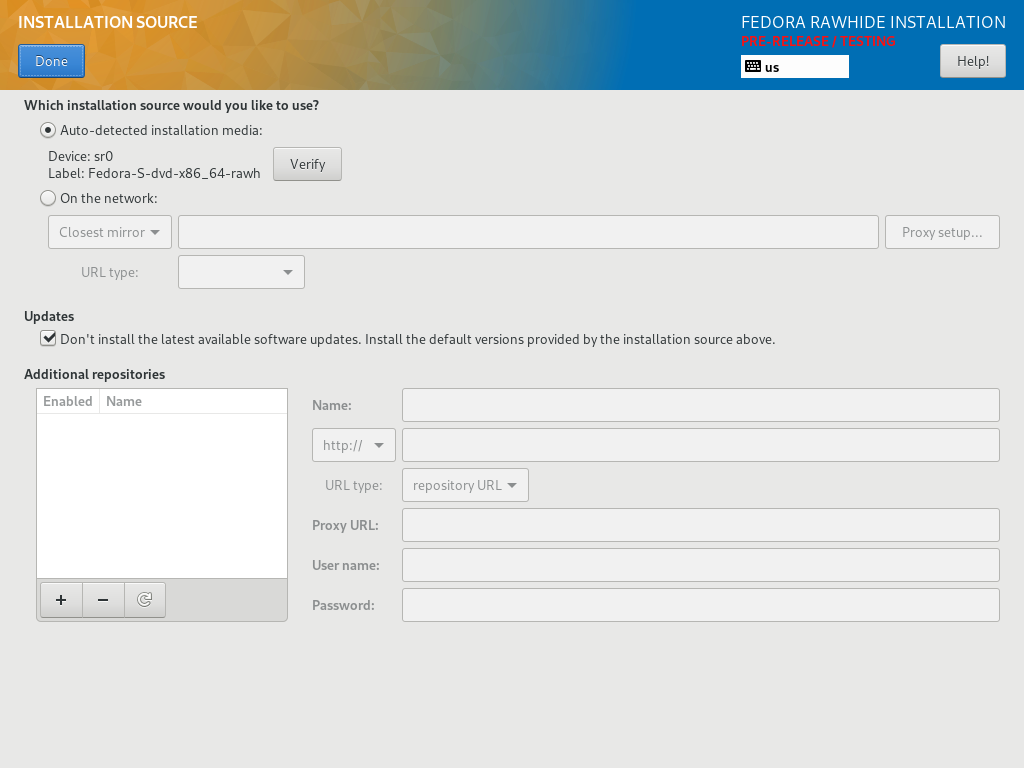 INSTALLATION SOURCE
FEDORA RAWHIDE INSTALLATION
PRE-RELEASE / TESTING
Done
us
Help!
Which installation source would you like to use?
Auto-detected installation media:
Device: sr0
Label: Fedora-S-dvd-x86_64-rawh
Verify
On the network:
Closest mirror
Proxy setup...
URL type:
Updates
Don't install the latest available software updates. Install the default versions provided by the installation source above.
Additional repositories
Enabled Name
Name:
http://
URL type: repository URL
Proxy URL:
User name:
Password: